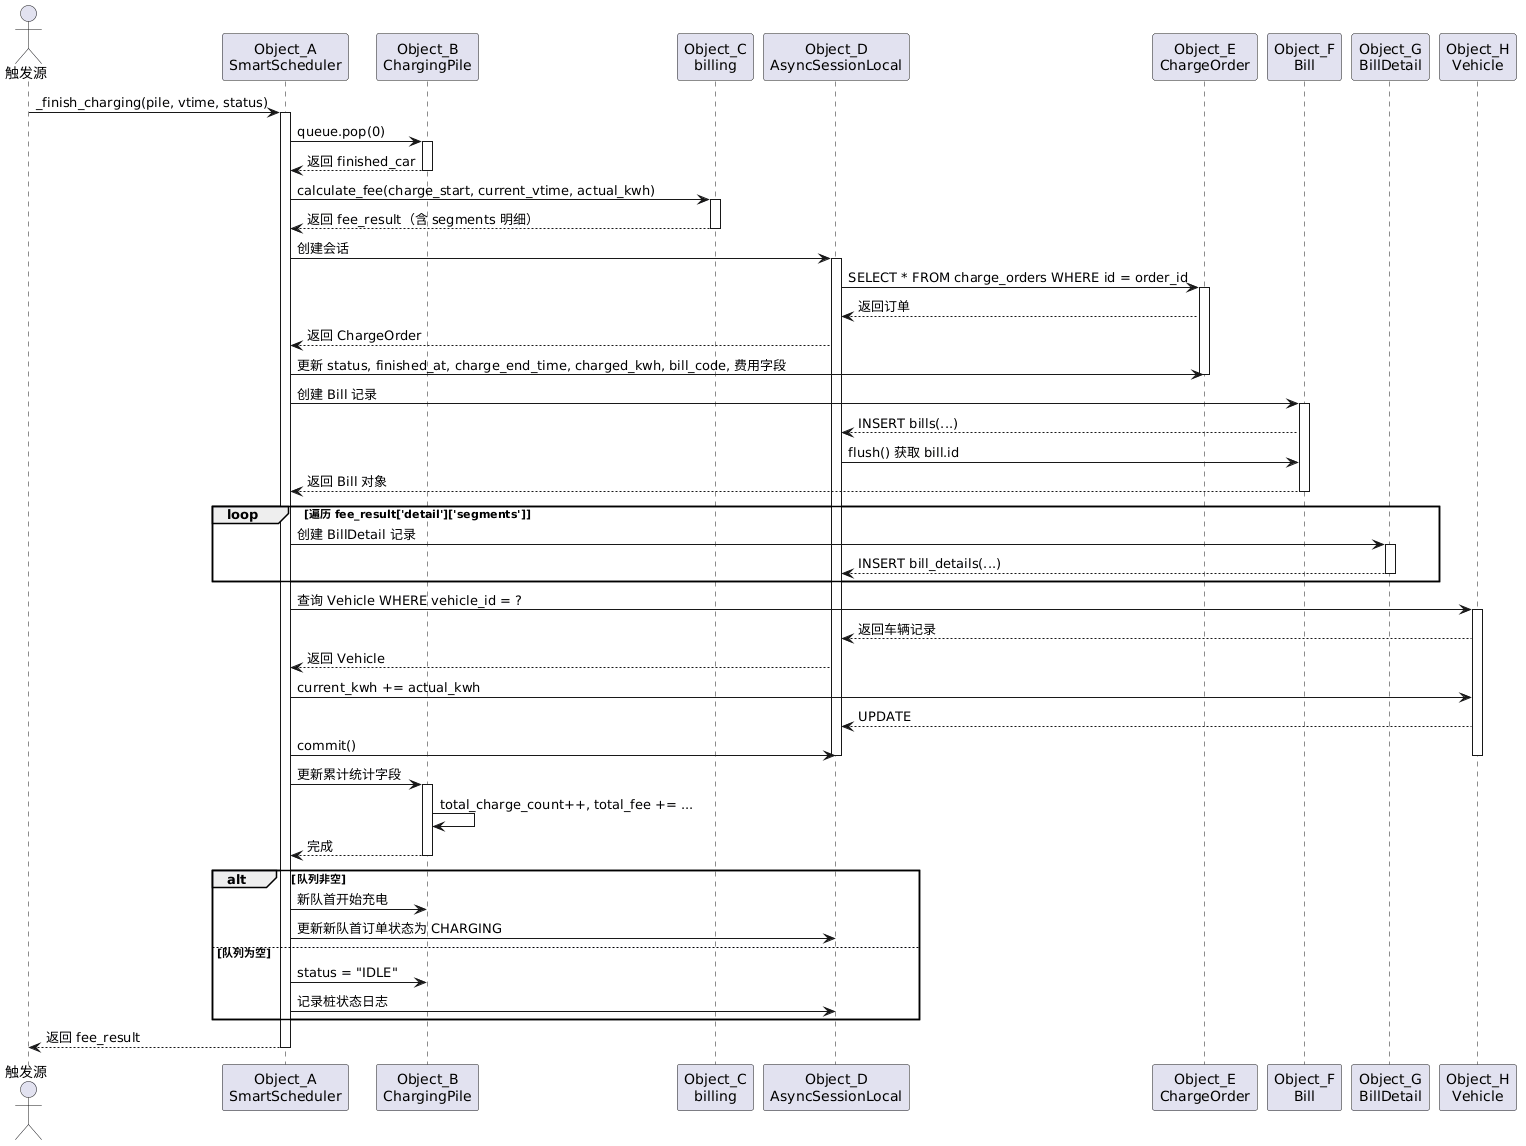 触发源
Object_A
SmartScheduler
Object_B
ChargingPile
Object_C
billing
Object_D
AsyncSessionLocal
Object_E
ChargeOrder
Object_F
Bill
Object_G
BillDetail
Object_H
Vehicle
_finish_charging(pile, vtime, status)
queue.pop(0)
返回 finished_car
calculate_fee(charge_start, current_vtime, actual_kwh)
返回 fee_result（含 segments 明细）
创建会话
SELECT * FROM charge_orders WHERE id = order_id
返回订单
返回 ChargeOrder
更新 status, finished_at, charge_end_time, charged_kwh, bill_code, 费用字段
创建 Bill 记录
INSERT bills(...)
flush() 获取 bill.id
返回 Bill 对象
loop [遍历 fee_result['detail']['segments']]
创建 BillDetail 记录
INSERT bill_details(...)
查询 Vehicle WHERE vehicle_id = ?
返回车辆记录
返回 Vehicle
current_kwh += actual_kwh
UPDATE
commit()
更新累计统计字段
total_charge_count++, total_fee += ...
完成
alt [队列非空]
新队首开始充电
更新新队首订单状态为 CHARGING
[队列为空]
status = "IDLE"
记录桩状态日志
返回 fee_result
触发源
Object_A
SmartScheduler
Object_B
ChargingPile
Object_C
billing
Object_D
AsyncSessionLocal
Object_E
ChargeOrder
Object_F
Bill
Object_G
BillDetail
Object_H
Vehicle